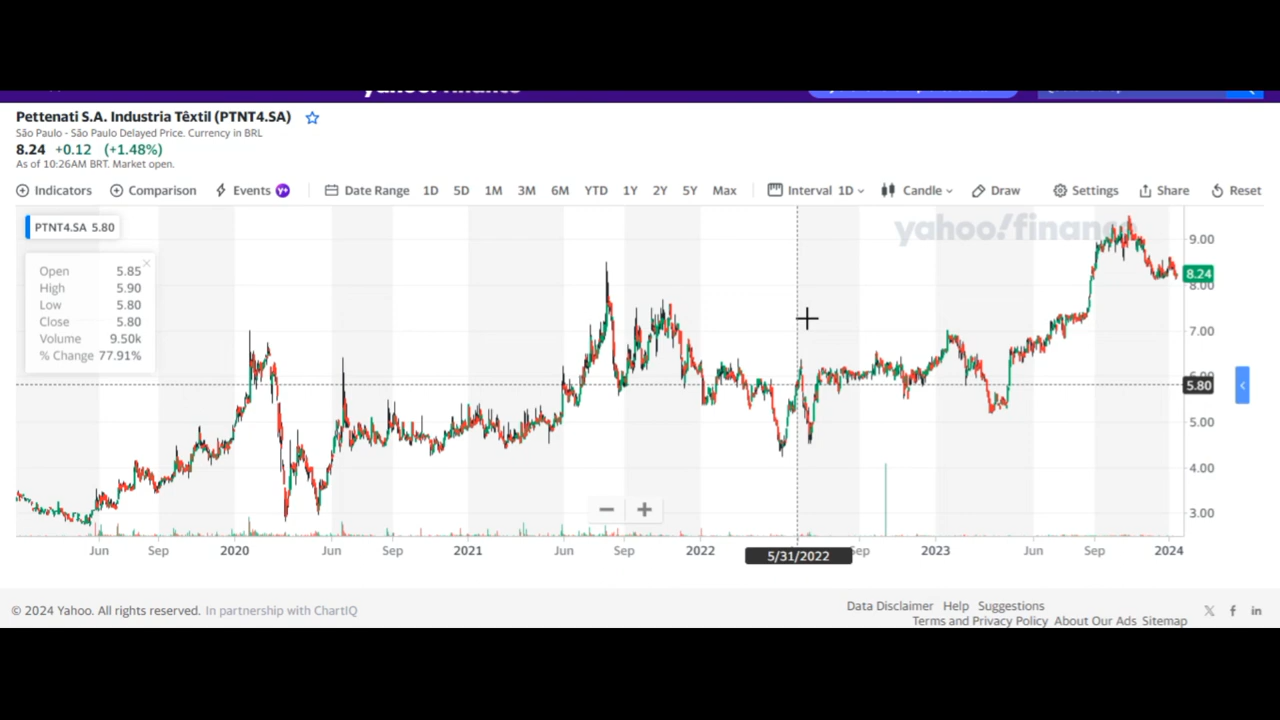 Pettenati S.A. Industria Têxtil (PTNT4.SA)
São Paulo - São Paulo Delayed Price. Currency in BRL
8.24 +0.12 (+1.48%)
As of 10:26AM BRT. Market open.
Indicators Comparison Events Y+ Date Range 1D 5D 1M 3M 6M YTD 1Y 2Y 5Y Max Interval 1D Candle Draw Settings Share Reset
PTNT4.SA 5.80
yahoo!finance
Open 5.85
High 5.90
Low 5.80
Close 5.80
Volume 9.50k
% Change 77.91%
9.00
8.24
8.00
7.00
6.00
5.80
5.00
4.00
3.00
Jun Sep 2020 Jun Sep 2021 Jun Sep 2022 5/31/2022 Sep 2023 Jun Sep 2024
© 2024 Yahoo. All rights reserved. In partnership with ChartIQ
Data Disclaimer Help Suggestions
Terms and Privacy Policy About Our Ads Sitemap